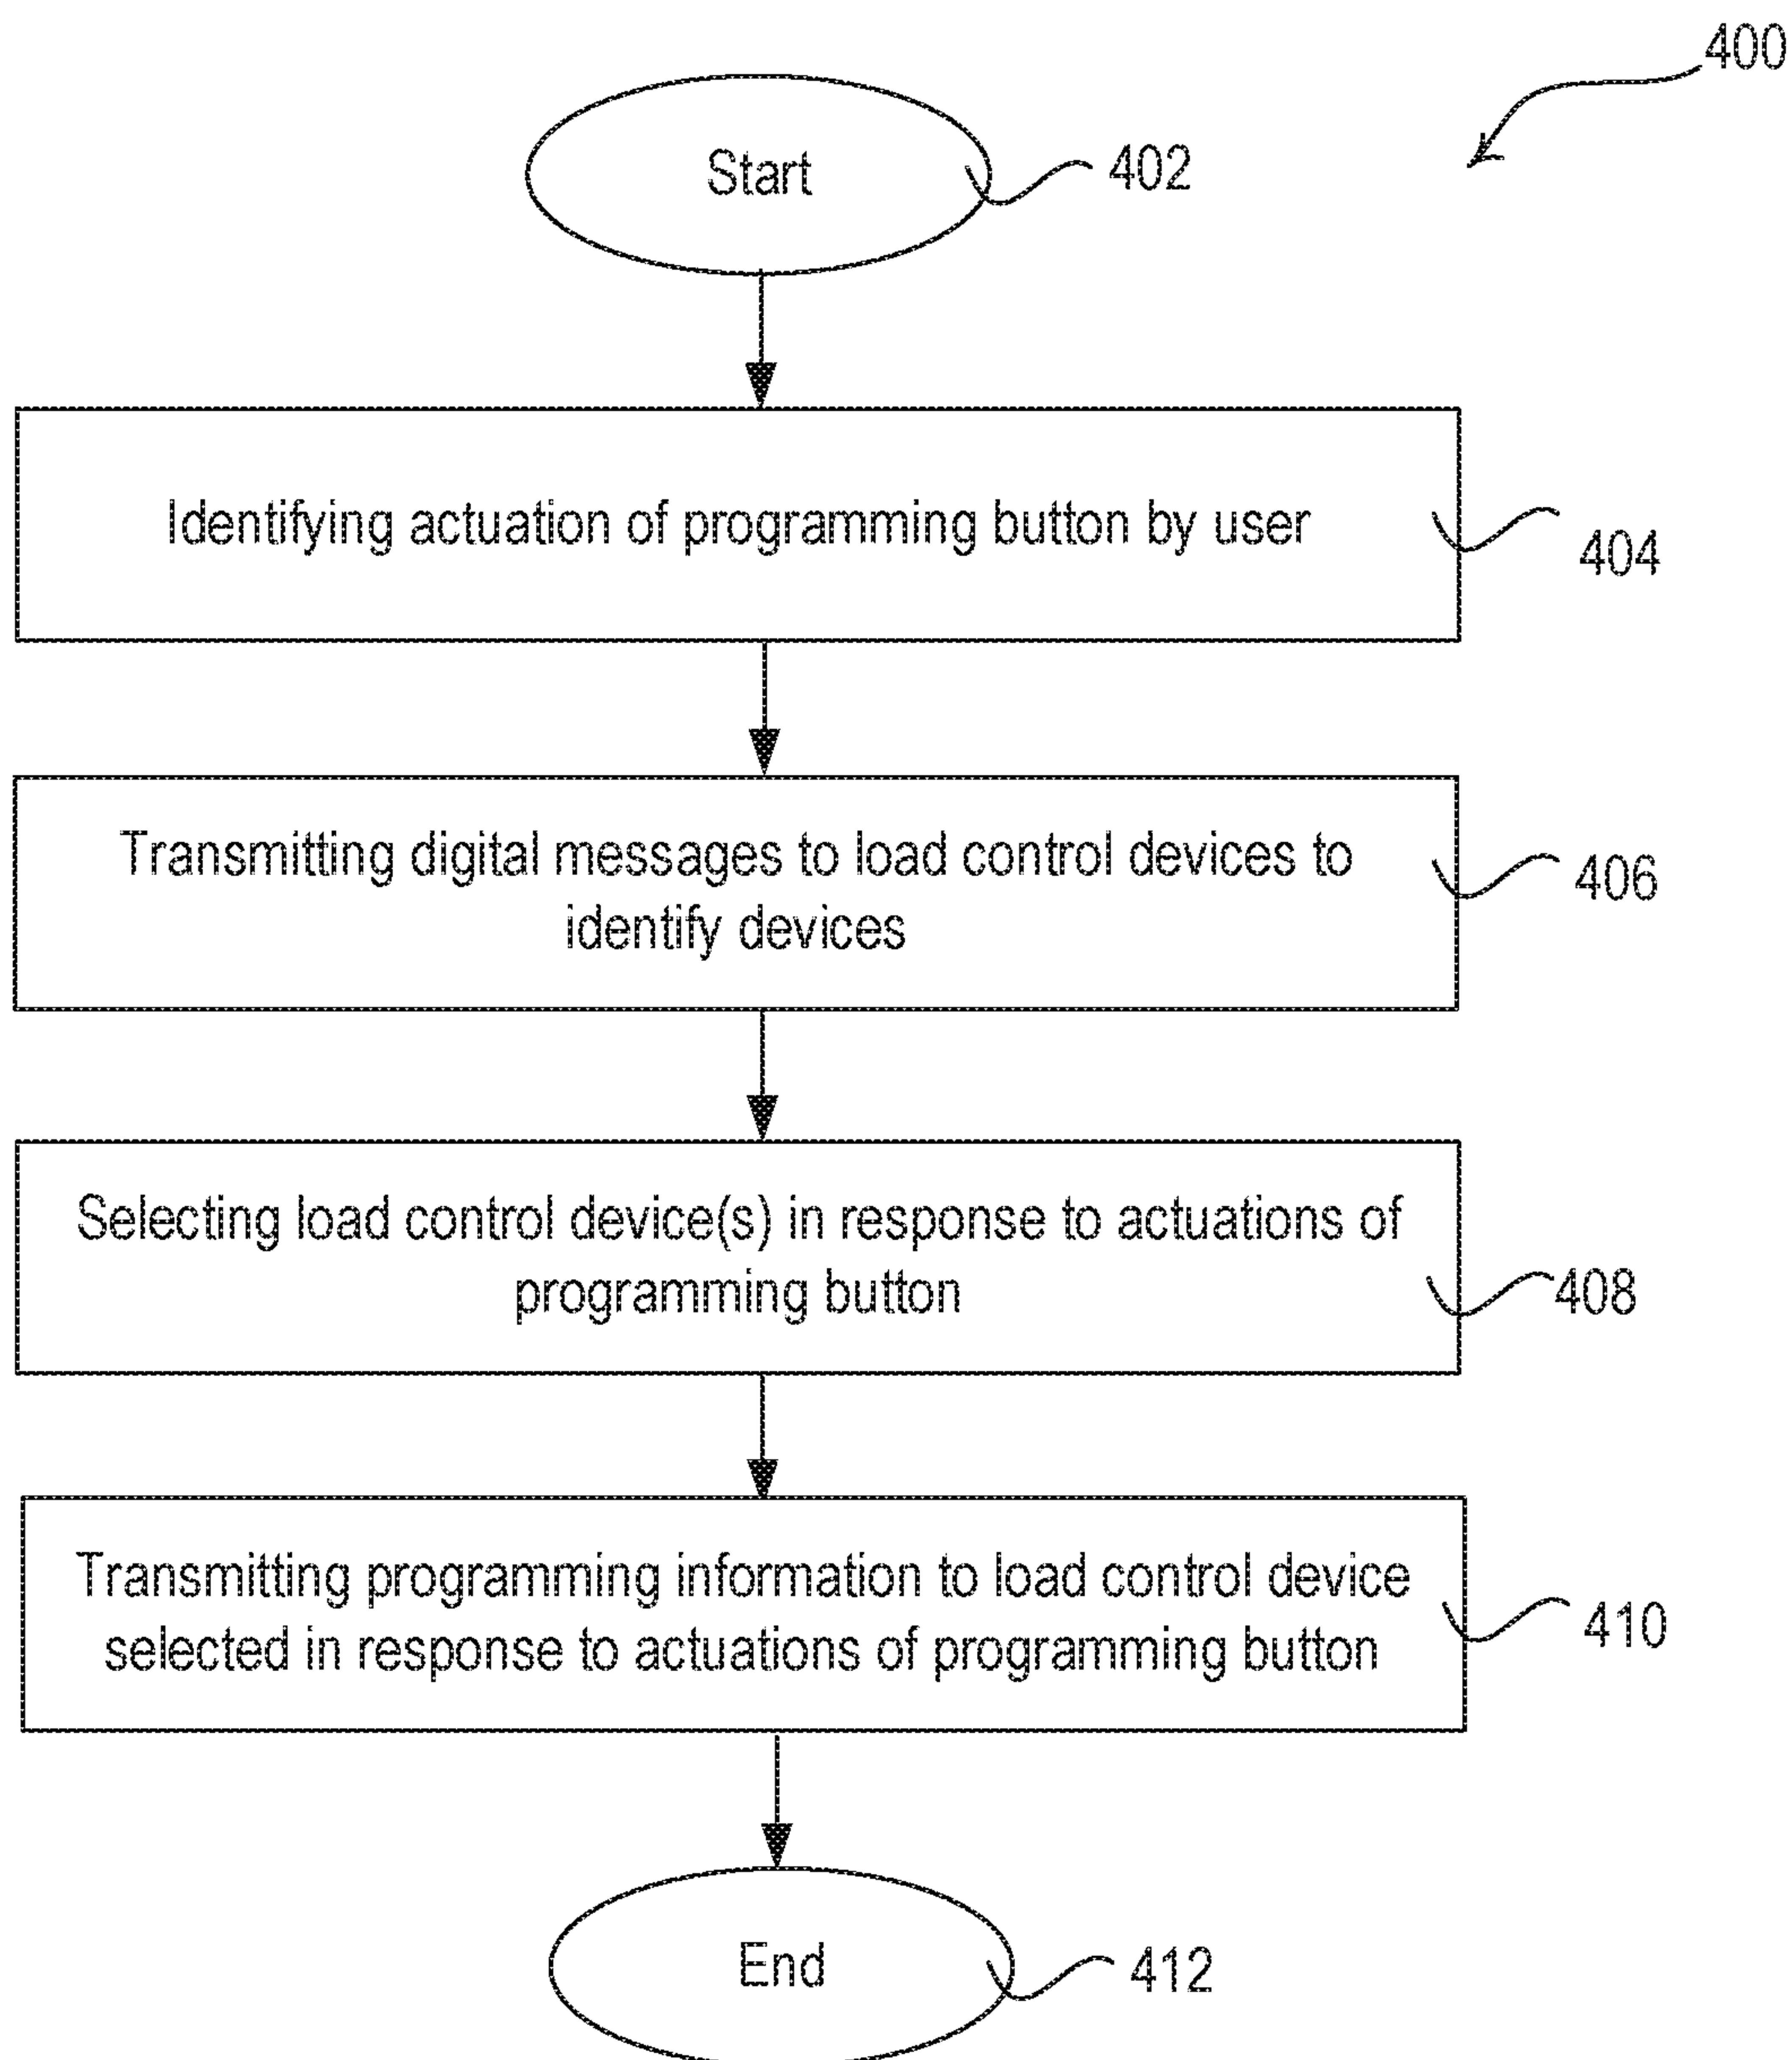 400
Start
402
Identifying actuation of programming button by user
404
Transmitting digital messages to load control devices to
identify devices
406
Selecting load control device(s) in response to actuations of
programming button
408
Transmitting programming information to load control device
selected in response to actuations of programming button
410
End
412